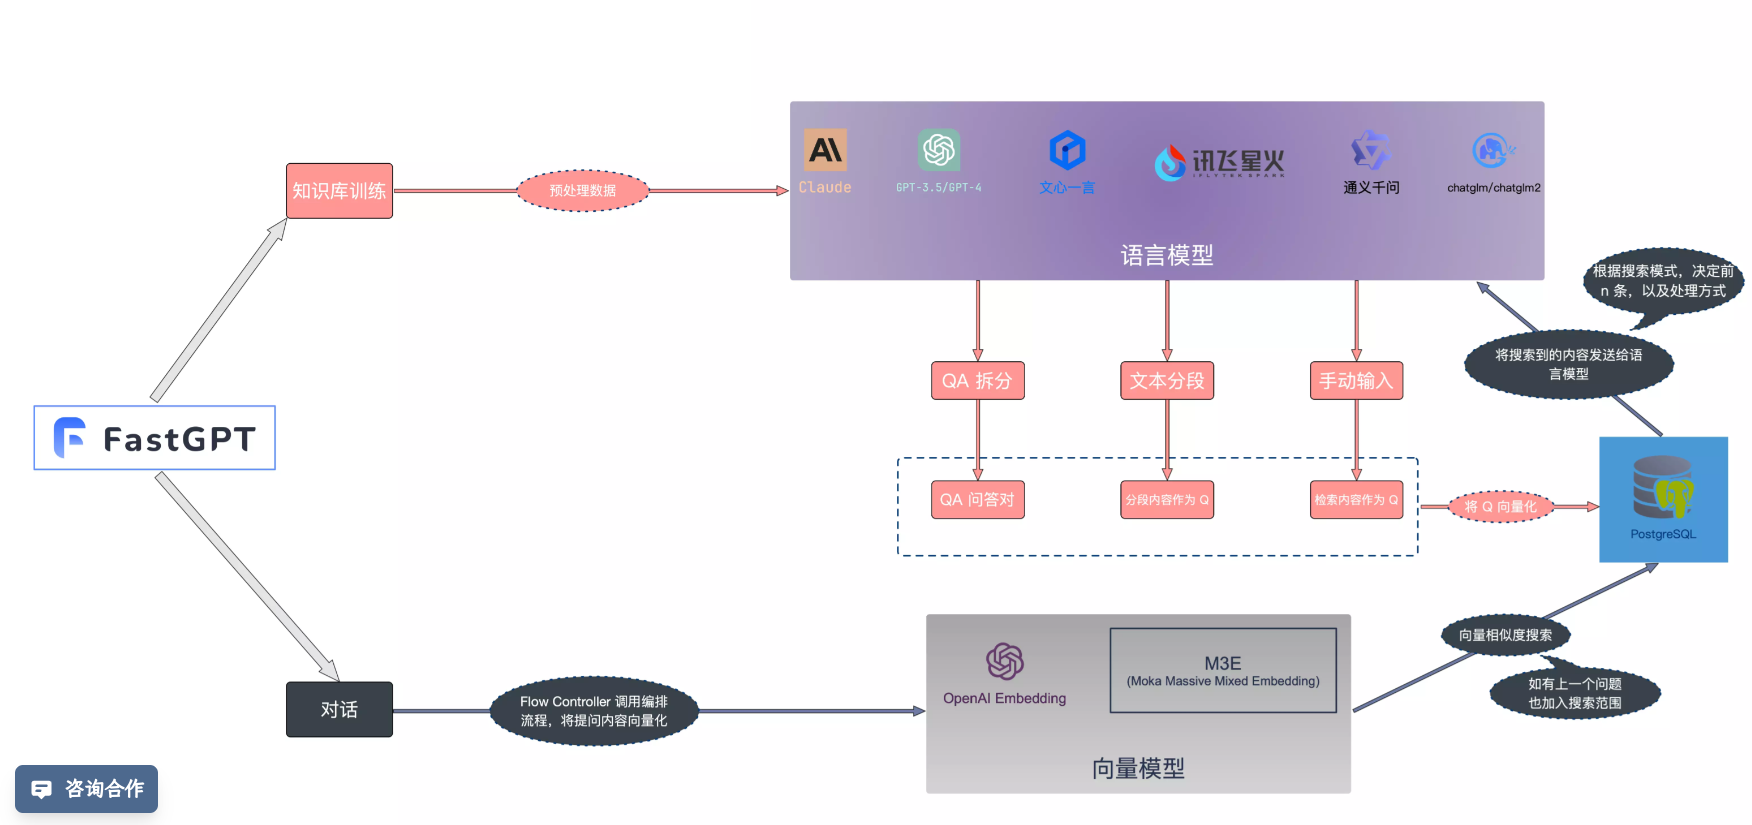 Claude
GPT-3.5/GPT-4
文心一言
讯飞星火
IFLYTEK SPARK
通义千问
chatglm/chatglm2
语言模型
知识库训练
预处理数据
根据搜索模式，决定前
n 条，以及处理方式
将搜索到的内容发送给语
言模型
QA 拆分
文本分段
手动输入
FastGPT
QA 问答对
分段内容作为 Q
检索内容作为 Q
将 Q 向量化
PostgreSQL
向量相似度搜索
如有上一个问题
也加入搜索范围
对话
Flow Controller 调用编排
流程，将提问内容向量化
OpenAI Embedding
M3E
(Moka Massive Mixed Embedding)
向量模型
咨询合作